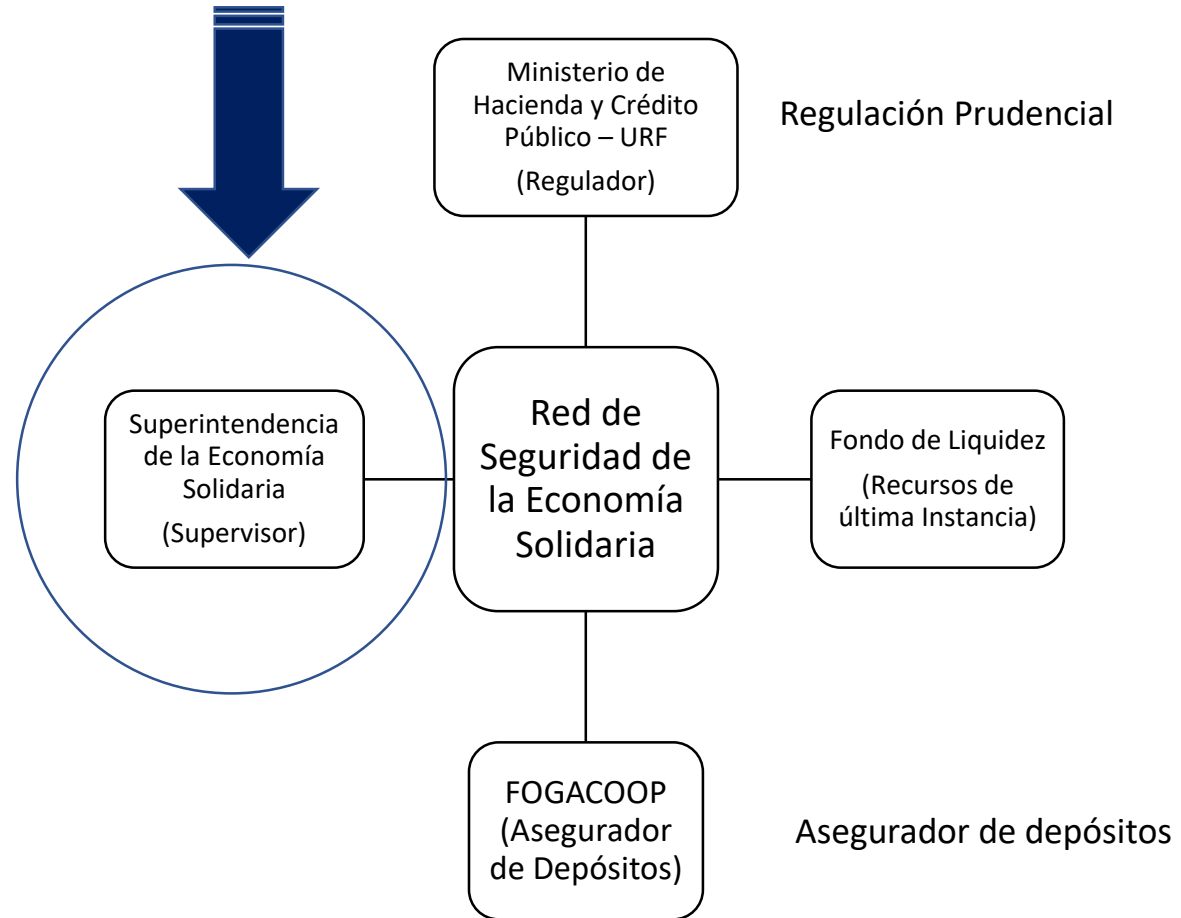 Ministerio de
Hacienda y Crédito
Público – URF
(Regulador)
Regulación Prudencial
Superintendencia
de la Economía
Solidaria
(Supervisor)
Red de
Seguridad de
la Economía
Solidaria
Fondo de Liquidez
(Recursos de
última Instancia)
FOGACOOP
(Asegurador
de Depósitos)
Asegurador de depósitos